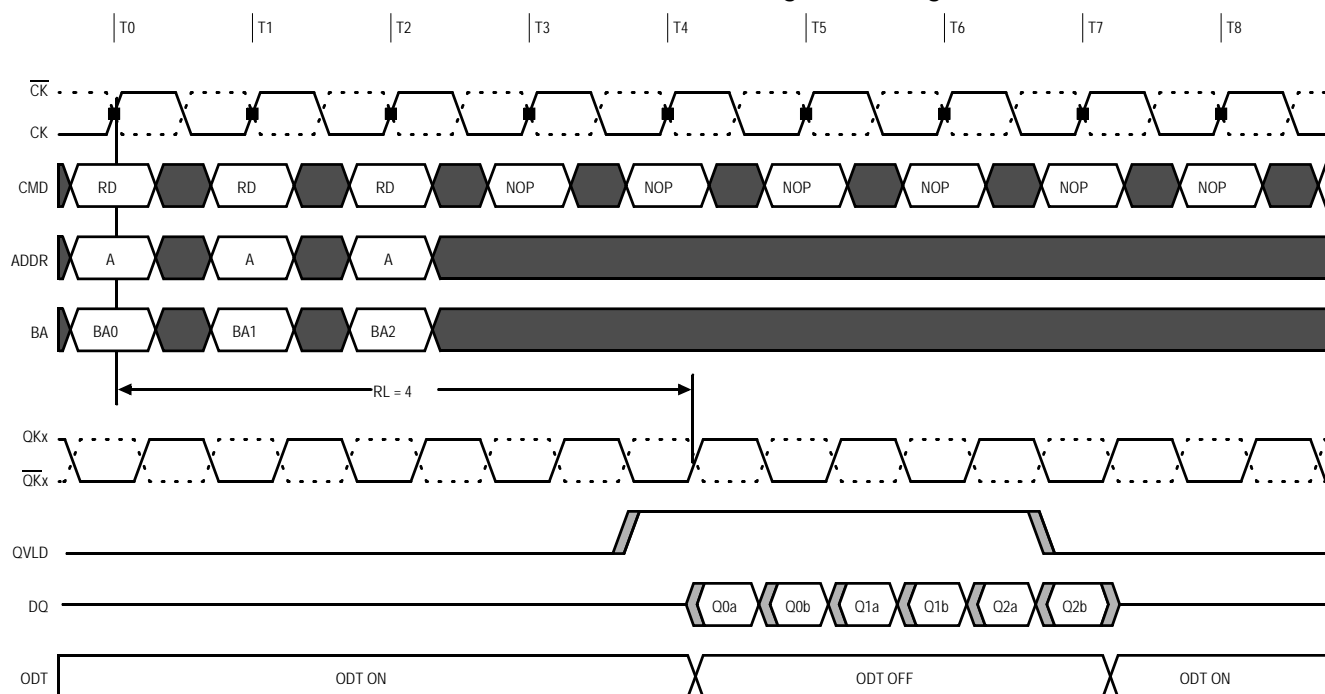 T0 T1 T2 T3 T4 T5 T6 T7 T8
CK
CK
CMD RD RD RD NOP NOP NOP NOP NOP NOP
ADDR A A A
BA BA0 BA1 BA2
RL = 4
QKx
QKx
QVLD
DQ Q0a Q0b Q1a Q1b Q2a Q2b
ODT ODT ON ODT OFF ODT ON